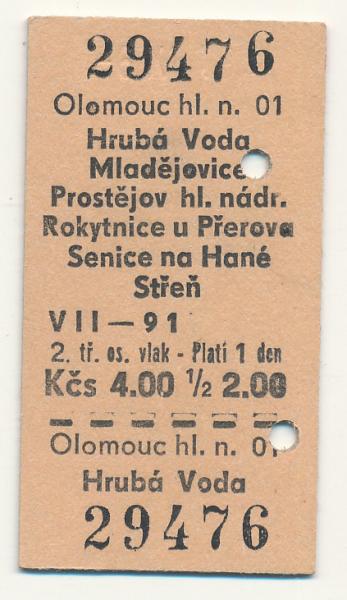 29476
Olomouc hl. n. 01
Hrubá Voda
Mladějovice
Prostějov hl. nádr.
Rokytnice u Přerova
Senice na Hané
Střeň
VII — 91
2. tř. os. vlak - Platí 1 den
Kčs 4.00 ½ 2.00
Olomouc hl. n. 01
Hrubá Voda
29476